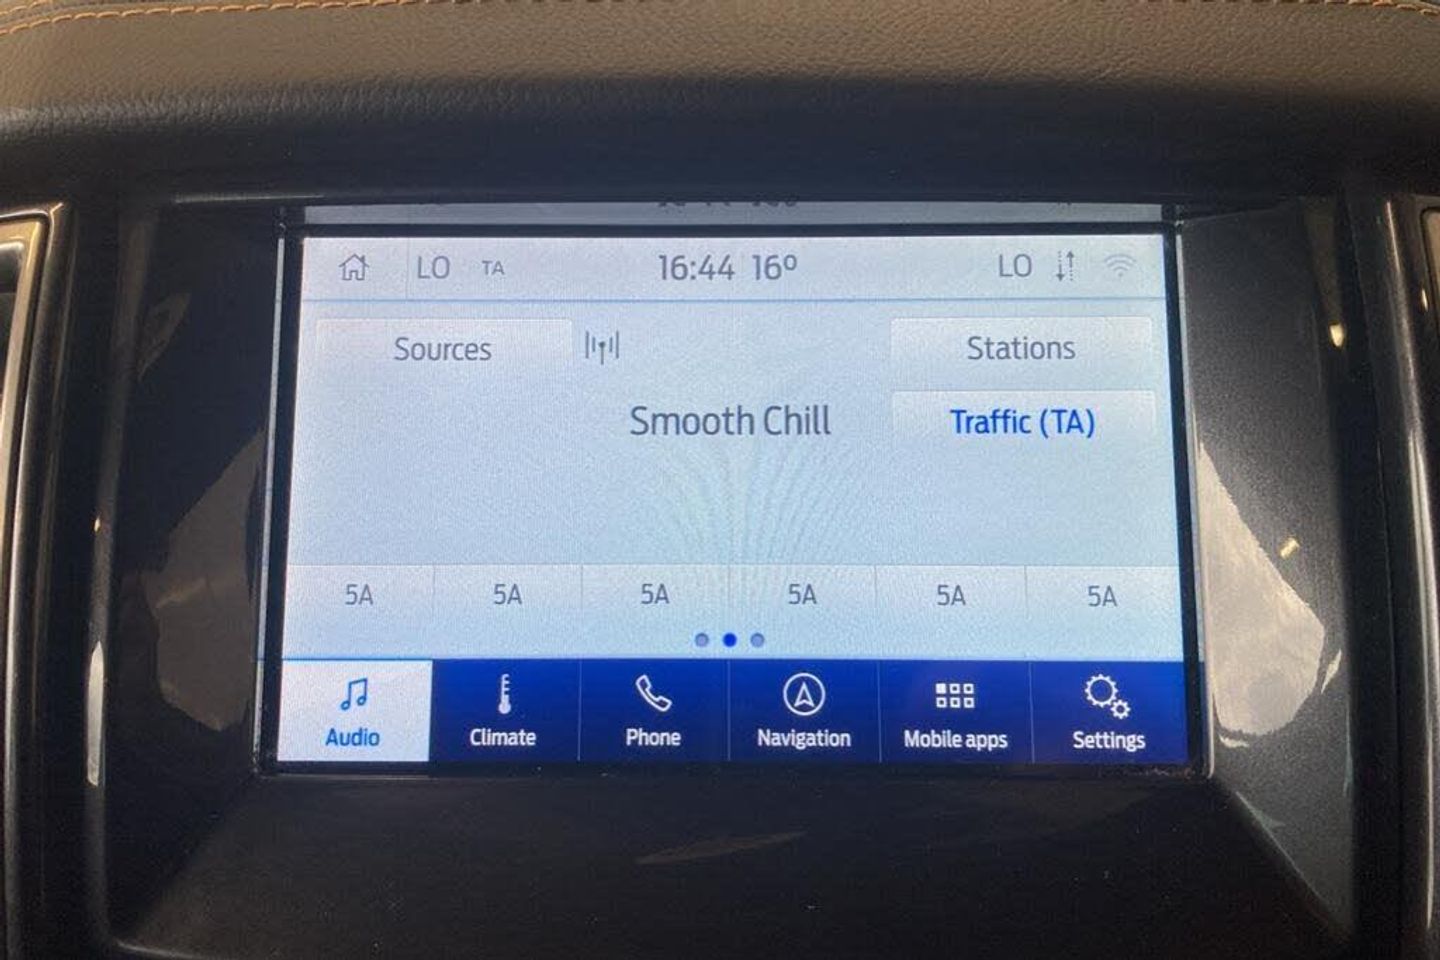 LO TA 16:44 16° LO
Sources Stations
Smooth Chill Traffic (TA)
5A 5A 5A 5A 5A 5A
Audio Climate Phone Navigation Mobile apps Settings